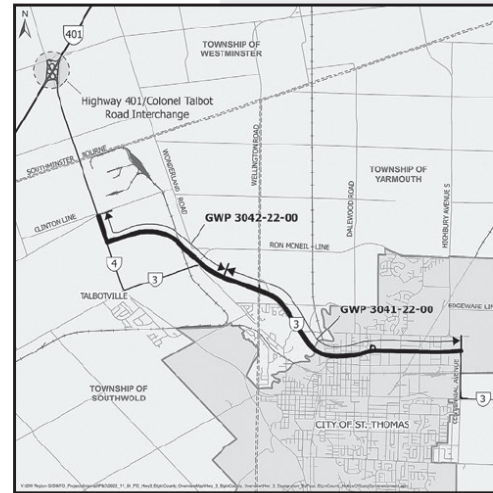 N
401
TOWNSHIP OF
WESTMINSTER
Highway 401/Colonel Talbot
Road Interchange
SOUTHMINSTER BOURNE
WONDERLAND ROAD
WELLINGTON ROAD
TOWNSHIP OF
YARMOUTH
DALEWOOD ROAD
HIGHBURY AVENUE S
CLINTON LINE
GWP 3042-22-00
RON MCNEIL LINE
4
3
TALBOTVILLE
GWP 3041-22-00
EDGEWARE LINE
3
TOWNSHIP OF
SOUTHWOLD
CENTENNIAL AVENUE
3
CITY OF ST. THOMAS